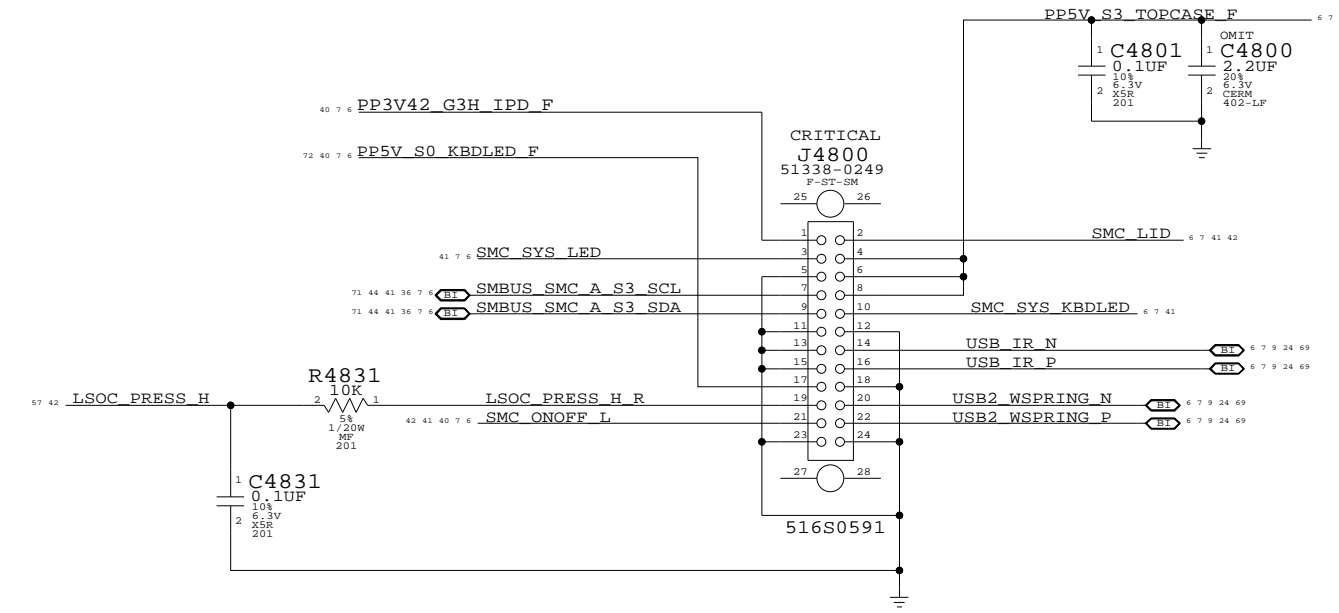 PP5V_S3_TOPCASE_F 6 7
OMIT
1 C4801
0.1UF
10%
6.3V
2 X5R
201
1 C4800
2.2UF
20%
6.3V
2 CERM
402-LF
40 7 6 PP3V42_G3H_IPD_F
72 40 7 6 PP5V_S0_KBDLED_F
CRITICAL
J4800
51338-0249
F-ST-SM
25 26
1 2 SMC_LID 6 7 41 42
41 7 6 SMC_SYS_LED 3 4
5 6
71 44 41 36 7 6 BI SMBUS_SMC_A_S3_SCL 7 8
71 44 41 36 7 6 BI SMBUS_SMC_A_S3_SDA 9 10 SMC_SYS_KBDLED 6 7 41
11 12
13 14 USB_IR_N BI 6 7 9 24 69
15 16 USB_IR_P BI 6 7 9 24 69
17 18
57 42 LSOC_PRESS_H
R4831
10K
2 1
5%
1/20W
MF
201
LSOC_PRESS_H_R 19 20 USB2_WSPRING_N BI 6 7 9 24 69
42 41 40 7 6 SMC_ONOFF_L 21 22 USB2_WSPRING_P BI 6 7 9 24 69
23 24
27 28
516S0591
1 C4831
0.1UF
10%
6.3V
2 X5R
201